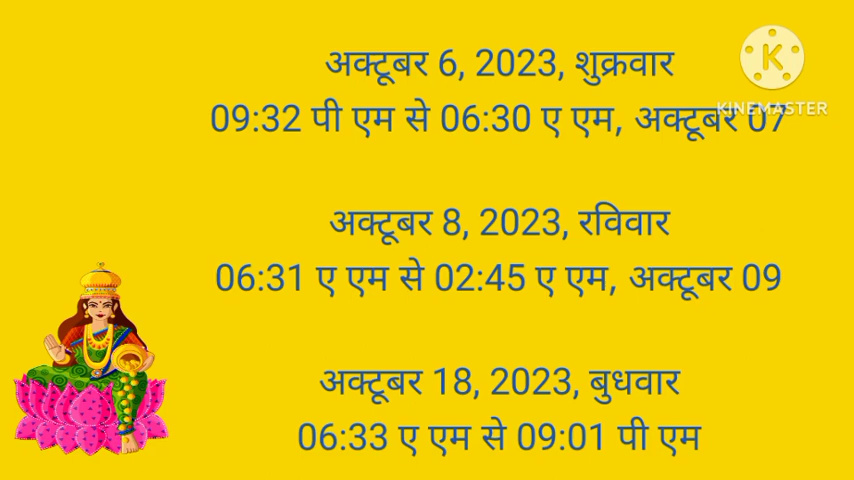 अक्टूबर 6, 2023, शुक्रवार
09:32 पी एम से 06:30 ए एम, अक्टूबर 07
K
KINEMASTER
अक्टूबर 8, 2023, रविवार
06:31 ए एम से 02:45 ए एम, अक्टूबर 09
अक्टूबर 18, 2023, बुधवार
06:33 ए एम से 09:01 पी एम